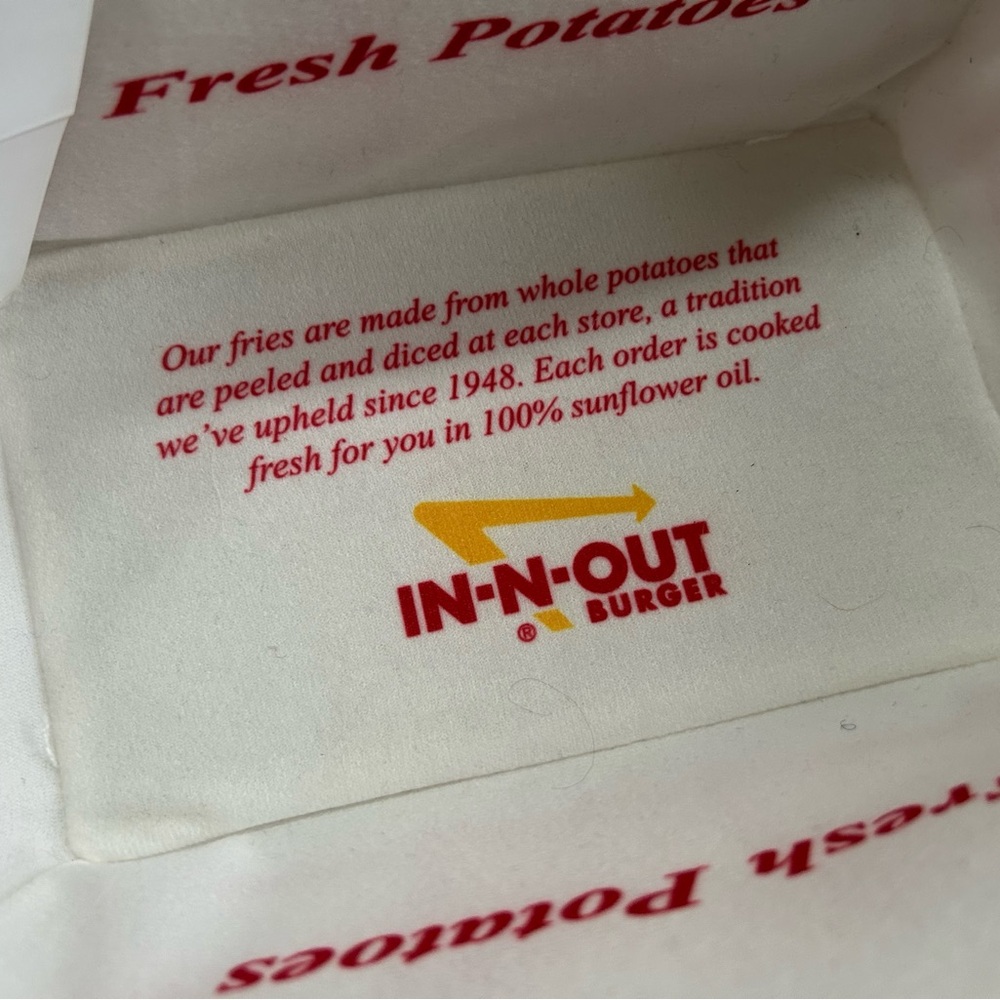 Fresh Potatoes
Our fries are made from whole potatoes that
are peeled and diced at each store, a tradition
we've upheld since 1948. Each order is cooked
fresh for you in 100% sunflower oil.
IN-N-OUT
BURGER
®
Fresh Potatoes